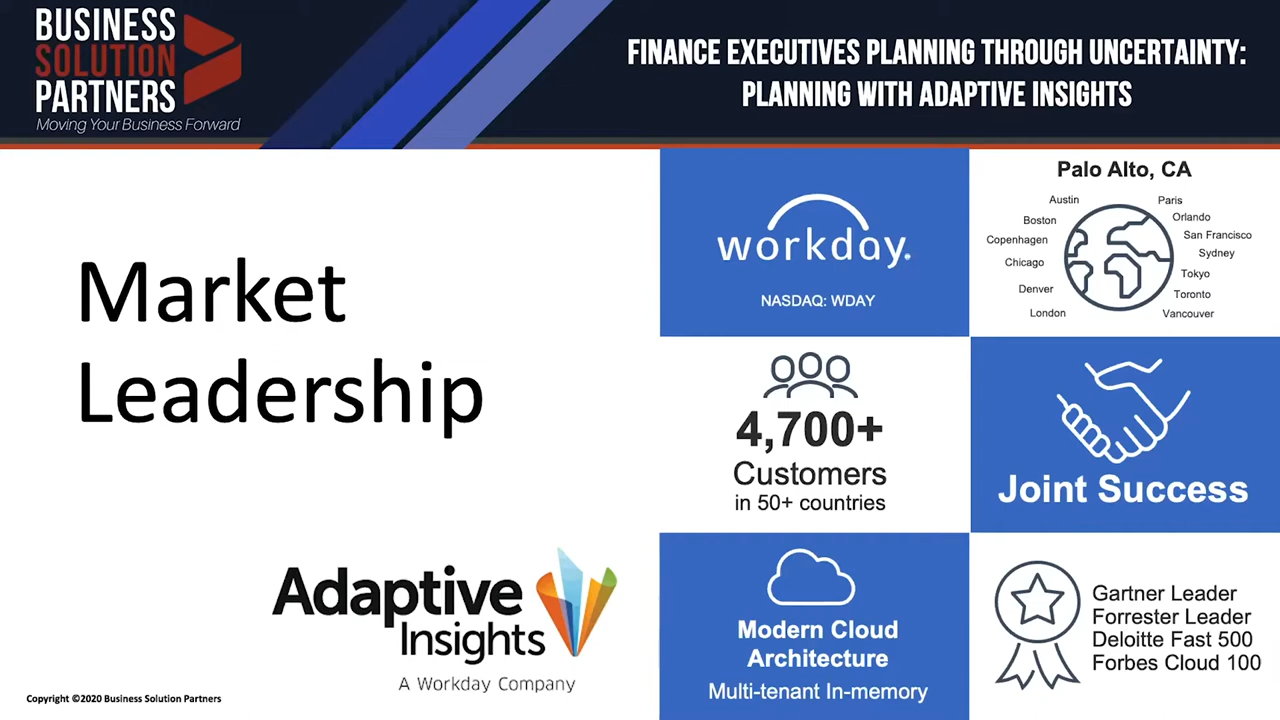 BUSINESS
SOLUTION
PARTNERS
Moving Your Business Forward
FINANCE EXECUTIVES PLANNING THROUGH UNCERTAINTY:
PLANNING WITH ADAPTIVE INSIGHTS
Market
Leadership
Adaptive
Insights
A Workday Company
Copyright ©2020 Business Solution Partners
workday.
NASDAQ: WDAY
Palo Alto, CA
Austin
Boston
Copenhagen
Chicago
Denver
London
Paris
Orlando
San Francisco
Sydney
Tokyo
Toronto
Vancouver
4,700+
Customers
in 50+ countries
Joint Success
Modern Cloud
Architecture
Multi-tenant In-memory
Gartner Leader
Forrester Leader
Deloitte Fast 500
Forbes Cloud 100